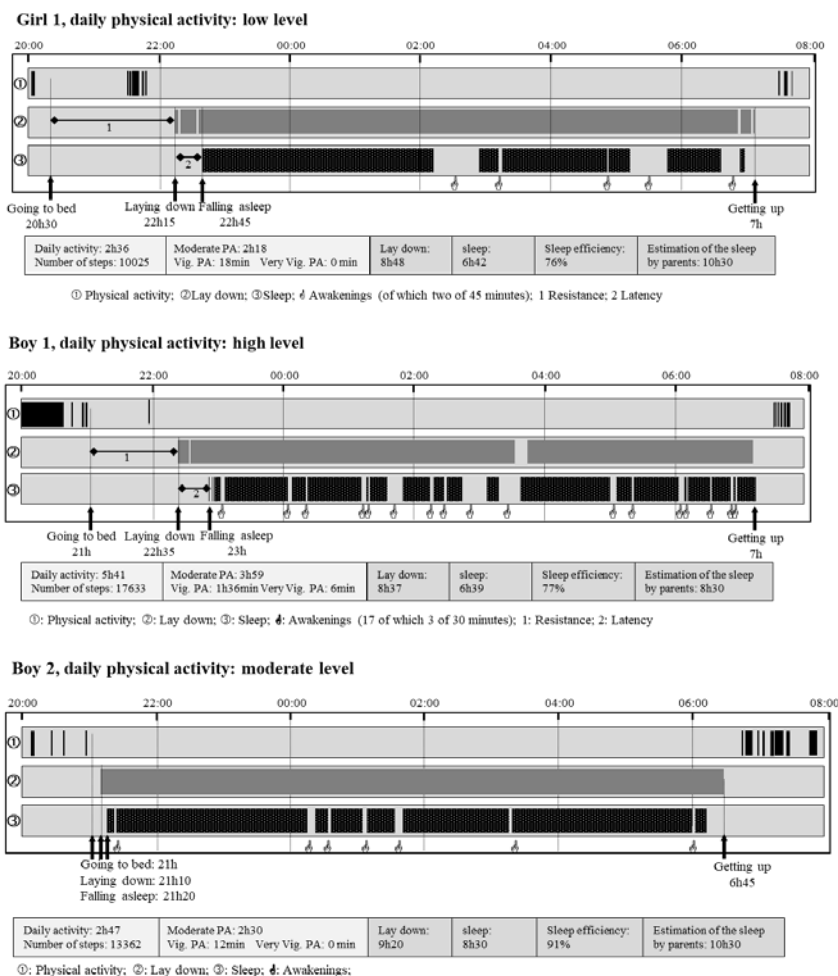 Girl 1, daily physical activity: low level
20:00 22:00 00:00 02:00 04:00 06:00 08:00
①
②
1
③
2
Going to bed Laying down Falling asleep Getting up
20h30 22h15 22h45 7h
Daily activity: 2h36 Moderate PA: 2h18 Lay down: sleep: Sleep efficiency: Estimation of the sleep
Number of steps: 10025 Vig. PA: 18min Very Vig. PA: 0 min 8h48 6h42 76% by parents: 10h30
① Physical activity; ②Lay down; ③Sleep; Awakenings (of which two of 45 minutes); 1 Resistance; 2 Latency
Boy 1, daily physical activity: high level
20:00 22:00 00:00 02:00 04:00 06:00 08:00
①
②
1
③
2
Going to bed Laying down Falling asleep Getting up
21h 22h35 23h 7h
Daily activity: 5h41 Moderate PA: 3h59 Lay down: sleep: Sleep efficiency: Estimation of the sleep
Number of steps: 17633 Vig. PA: 1h36min Very Vig. PA: 6min 8h37 6h39 77% by parents: 8h30
①: Physical activity; ②: Lay down; ③: Sleep; : Awakenings (17 of which 3 of 30 minutes); 1: Resistance; 2: Latency
Boy 2, daily physical activity: moderate level
20:00 22:00 00:00 02:00 04:00 06:00 08:00
①
②
③
Going to bed: 21h Getting up
Laying down: 21h10 6h45
Falling asleep: 21h20
Daily activity: 2h47 Moderate PA: 2h30 Lay down: sleep: Sleep efficiency: Estimation of the sleep
Number of steps: 13362 Vig. PA: 12min Very Vig. PA: 0 min 9h20 8h30 91% by parents: 10h30
①: Physical activity; ②: Lay down; ③: Sleep; : Awakenings;